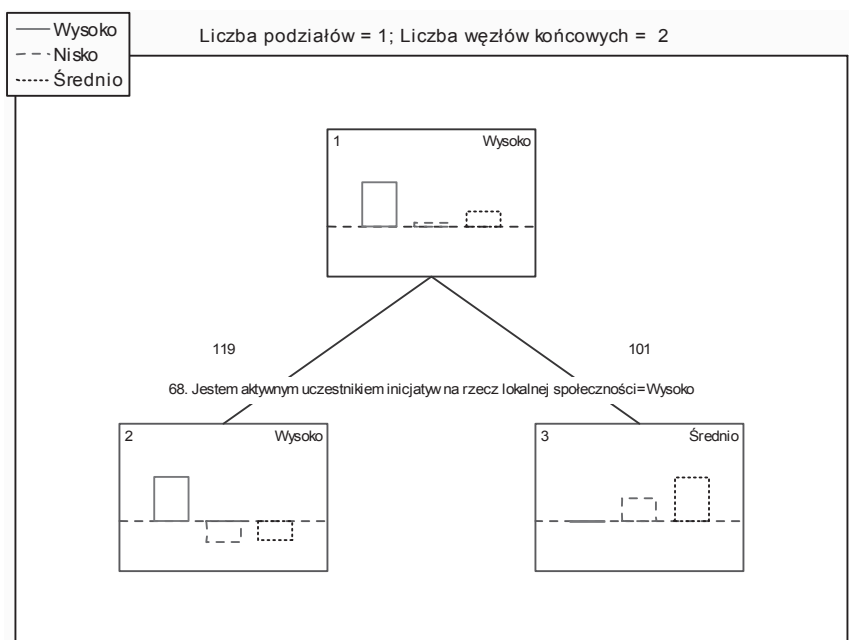 Wysoko
Nisko
Średnio
Liczba podziałów = 1; Liczba węzłów końcowych = 2
1 Wysoko
119 101
68. Jestem aktywnym uczestnikiem inicjatyw na rzecz lokalnej społeczności=Wysoko
2 Wysoko
3 Średnio